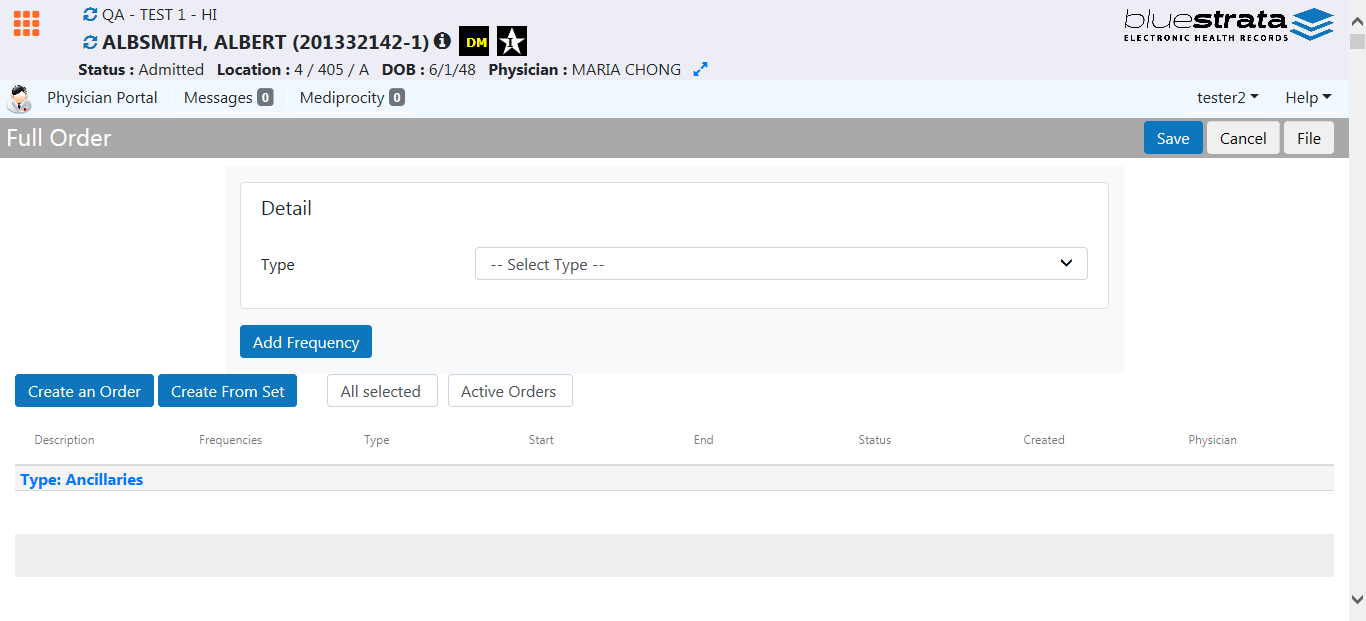 QA - TEST 1 - HI
ALBSMITH, ALBERT (201332142-1) DM 1
Status : Admitted Location : 4 / 405 / A DOB : 6/1/48 Physician : MARIA CHONG
bluestrata
ELECTRONIC HEALTH RECORDS
Physician Portal Messages 0 Mediprocity 0 tester2 Help
Full Order Save Cancel File
Detail
Type -- Select Type --
Add Frequency
Create an Order Create From Set All selected Active Orders
Description Frequencies Type Start End Status Created Physician
Type: Ancillaries